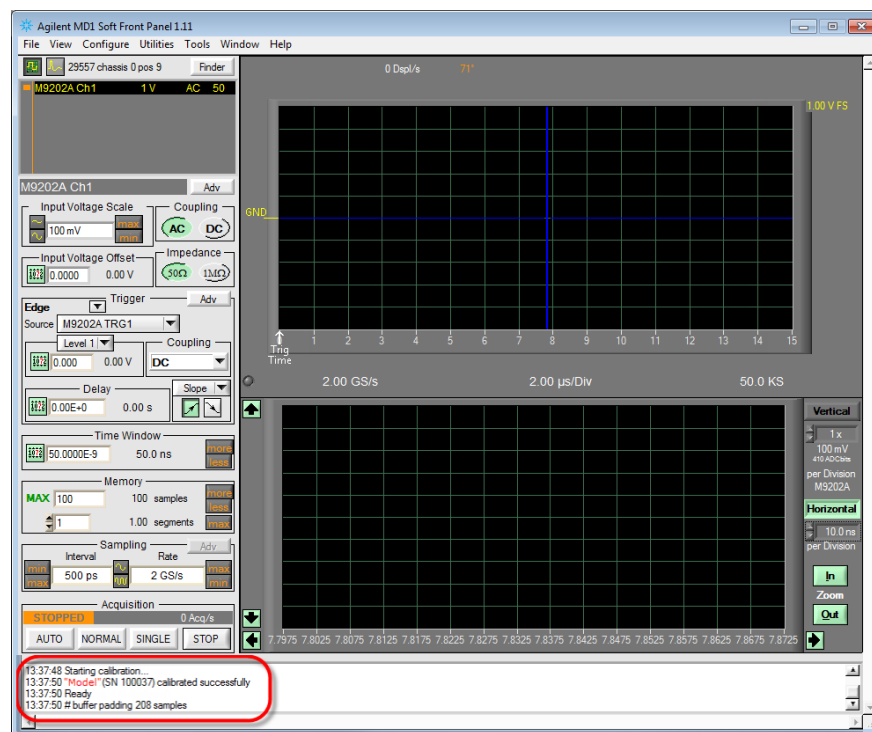 Agilent MD1 Soft Front Panel 1.11
File View Configure Utilities Tools Window Help
29557 chassis 0 pos 9 Finder
M9202A Ch1 1 V AC 50
M9202A Ch1 Adv
Input Voltage Scale
100 mV max min
Coupling
AC DC
Input Voltage Offset
0.0000 0.00 V
Impedance
50Ω 1MΩ
Trigger Adv
Edge
Source M9202A TRG1
Level 1
0.000 0.00 V
Coupling
DC
Delay
0.00E+0 0.00 s
Slope
Time Window
50.0000E-9 50.0 ns more less
Memory
MAX 100 100 samples more less
1 1.00 segments max
Sampling Adv
Interval Rate
min max 500 ps 2 GS/s max min
Acquisition
STOPPED 0 Acq/s
AUTO NORMAL SINGLE STOP
0 Dspl/s 71°
1.00 V FS
GND
Trig Time
1 2 3 4 5 6 7 8 9 10 11 12 13 14 15
2.00 GS/s 2.00 µs/Div 50.0 KS
Vertical
1 x
100 mV
410 ADCbits
per Division
M9202A
Horizontal
10.0 ns
per Division
In
Zoom
Out
7.7975 7.8025 7.8075 7.8125 7.8175 7.8225 7.8275 7.8325 7.8375 7.8425 7.8475 7.8525 7.8575 7.8625 7.8675 7.8725
13:37:48 Starting calibration...
13:37:50 "Model" (SN 100037) calibrated successfully
13:37:50 Ready
13:37:50 # buffer padding 208 samples